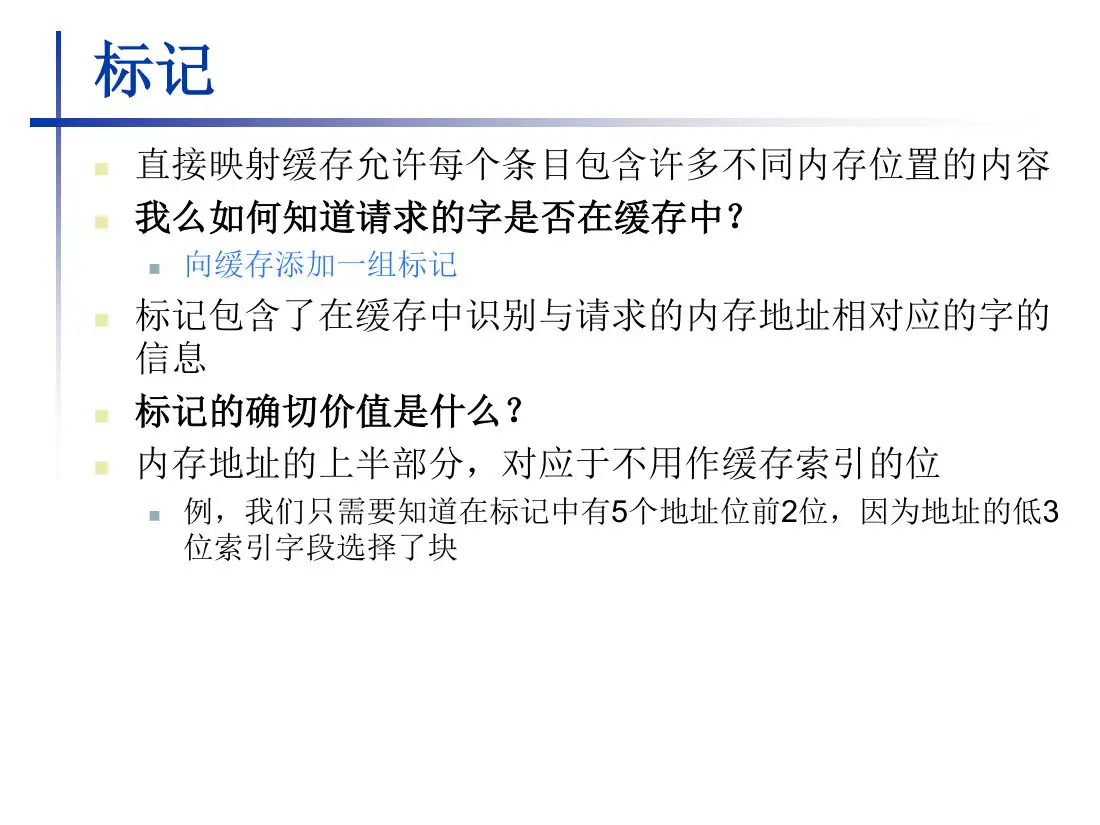 标记
直接映射缓存允许每个条目包含许多不同内存位置的内容
我么如何知道请求的字是否在缓存中？
向缓存添加一组标记
标记包含了在缓存中识别与请求的内存地址相对应的字的
信息
标记的确切价值是什么？
内存地址的上半部分，对应于不用作缓存索引的位
例，我们只需要知道在标记中有5个地址位前2位，因为地址的低3
位索引字段选择了块